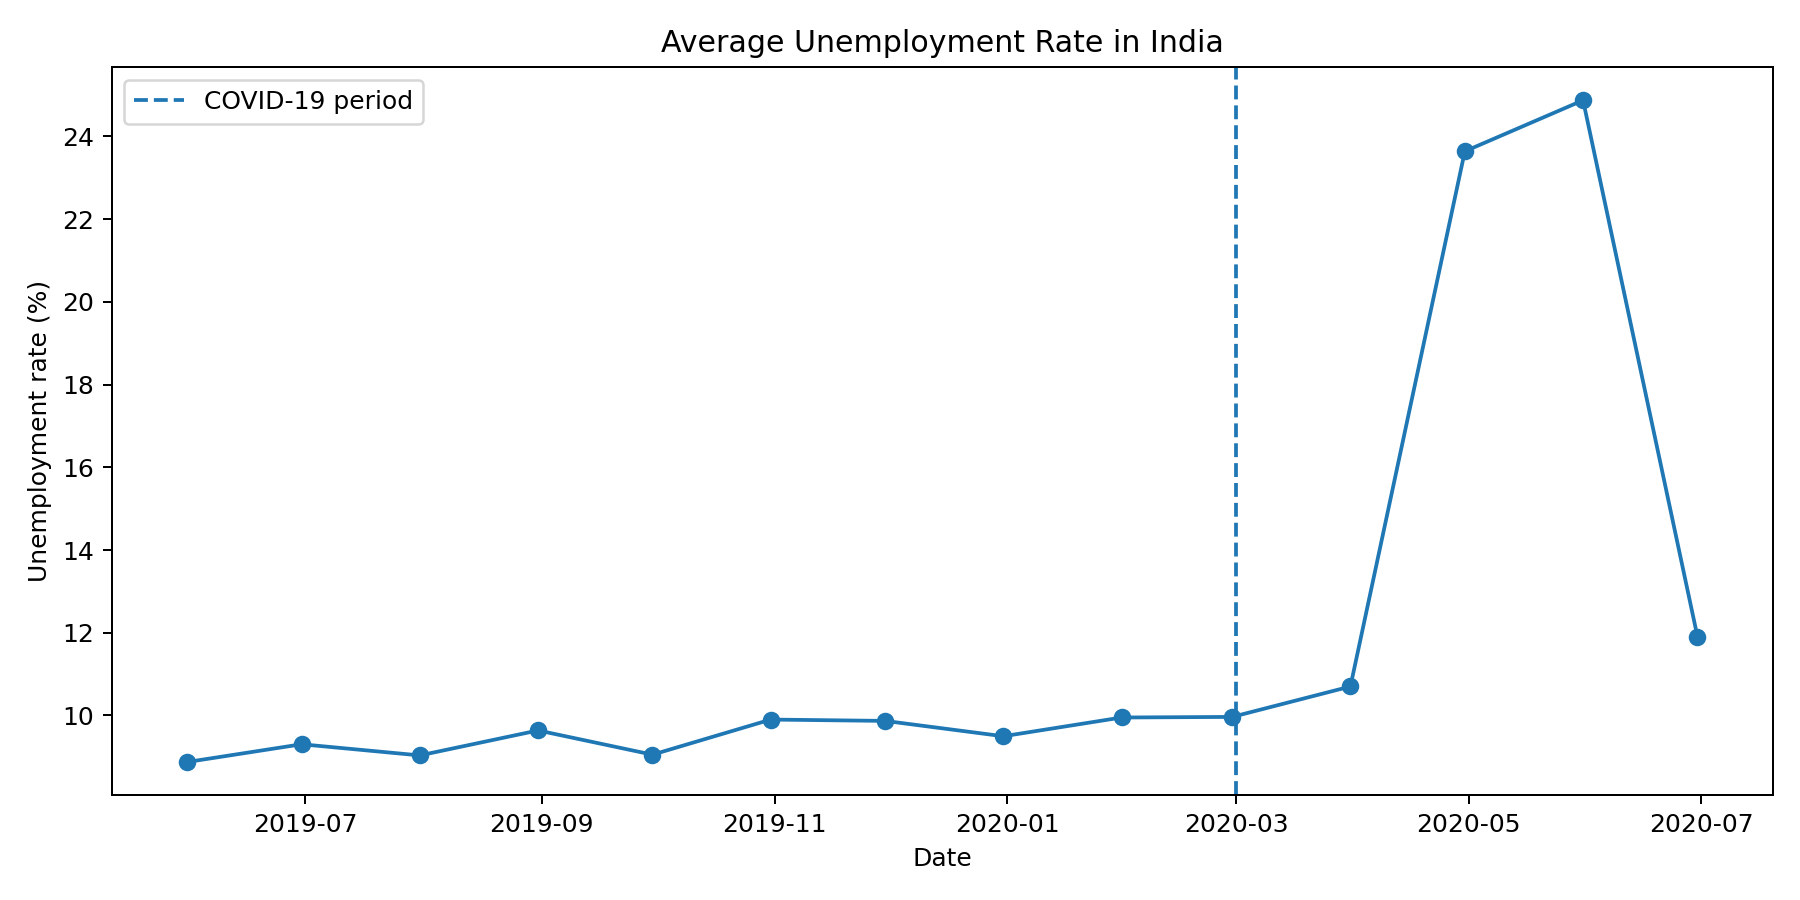 Average Unemployment Rate in India
COVID-19 period
Unemployment rate (%)
24
22
20
18
16
14
12
10
2019-07 2019-09 2019-11 2020-01 2020-03 2020-05 2020-07
Date